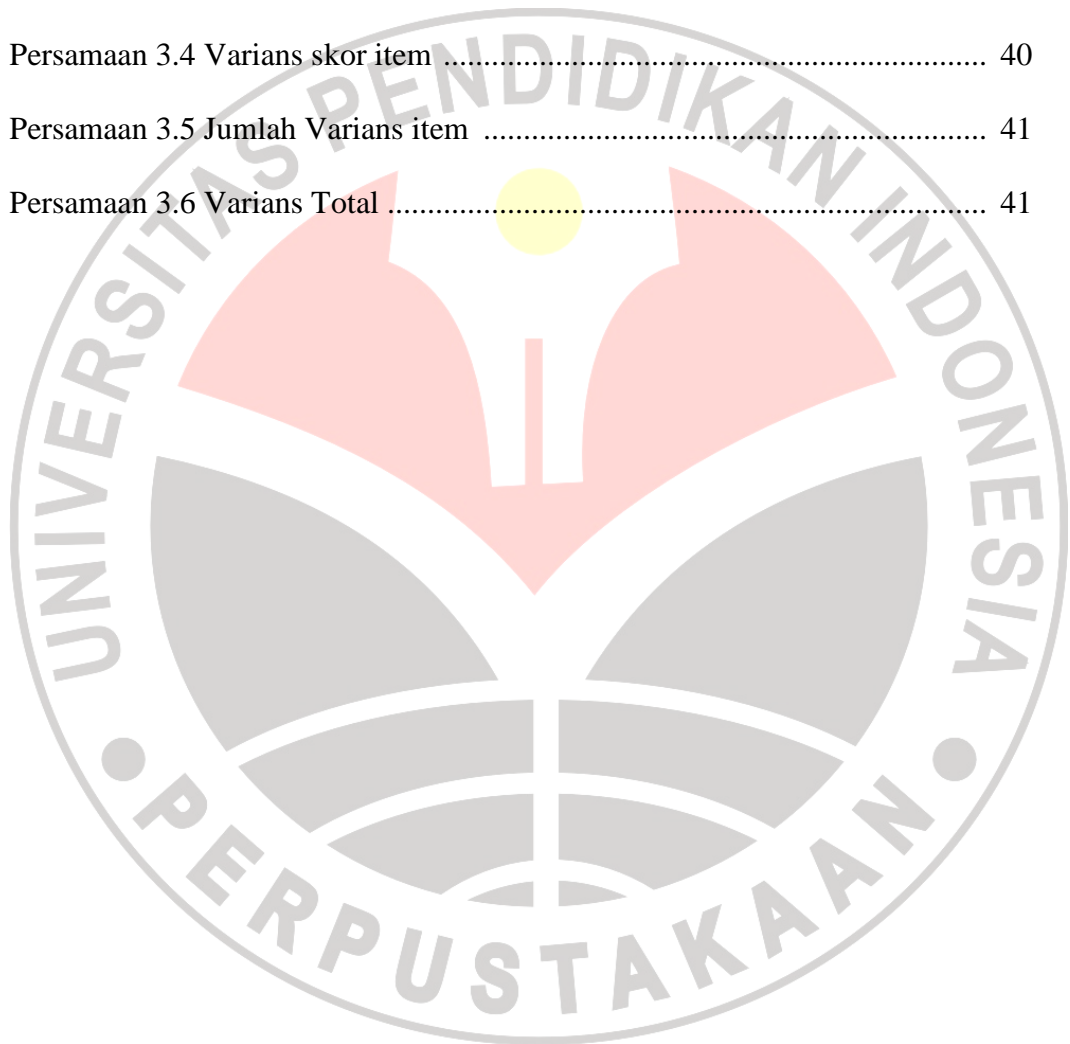 Persamaan 3.4 Varians skor item .................................................................. 40
Persamaan 3.5 Jumlah Varians item ............................................................. 41
Persamaan 3.6 Varians Total ......................................................................... 41
UNIVERSITAS PENDIDIKAN INDONESIA
PERPUSTAKAAN